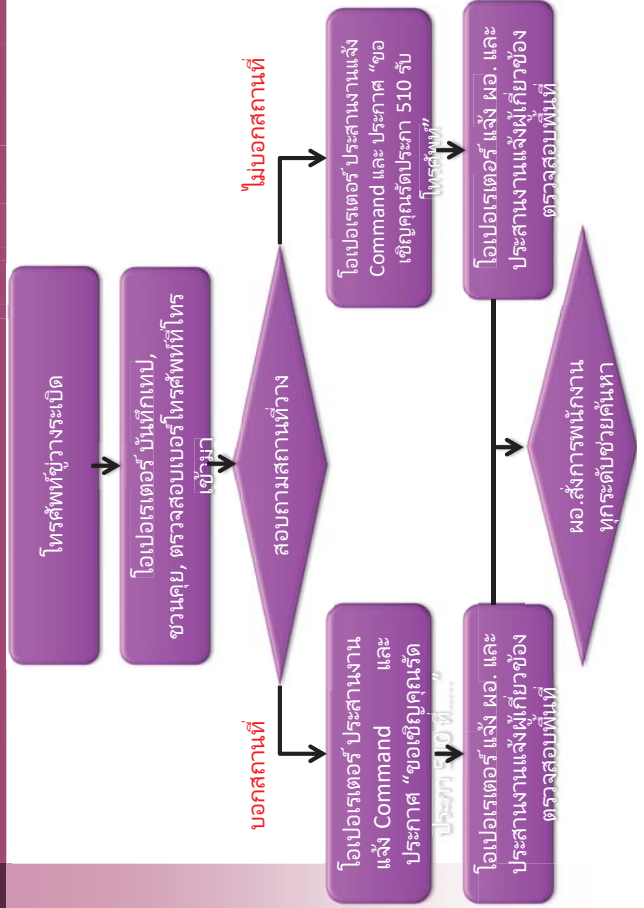 โทรศัพท์ขู่วางระเบิด
โอเปอเรเตอร์ บันทึกเทป,
ชวนคุย, ตรวจสอบเบอร์โทรศัพท์ที่โทร
เข้ามา
สอบถามสถานที่วาง
บอกสถานที่
ไม่บอกสถานที่
โอเปอเรเตอร์ ประสานงาน
แจ้ง Command และ
ประกาศ “ขอเชิญคุณรัด
ประภา 510 ที่.....”
โอเปอเรเตอร์ ประสานงานแจ้ง
Command และ ประกาศ “ขอ
เชิญคุณรัดประภา 510 รับ
โทรศัพท์”
โอเปอเรเตอร์ แจ้ง ผอ. และ
ประสานงานแจ้งผู้เกี่ยวข้อง
ตรวจสอบพื้นที่
โอเปอเรเตอร์ แจ้ง ผอ. และ
ประสานงานแจ้งผู้เกี่ยวข้อง
ตรวจสอบพื้นที่
ผอ.สั่งการพนักงาน
ทุกระดับช่วยค้นหา